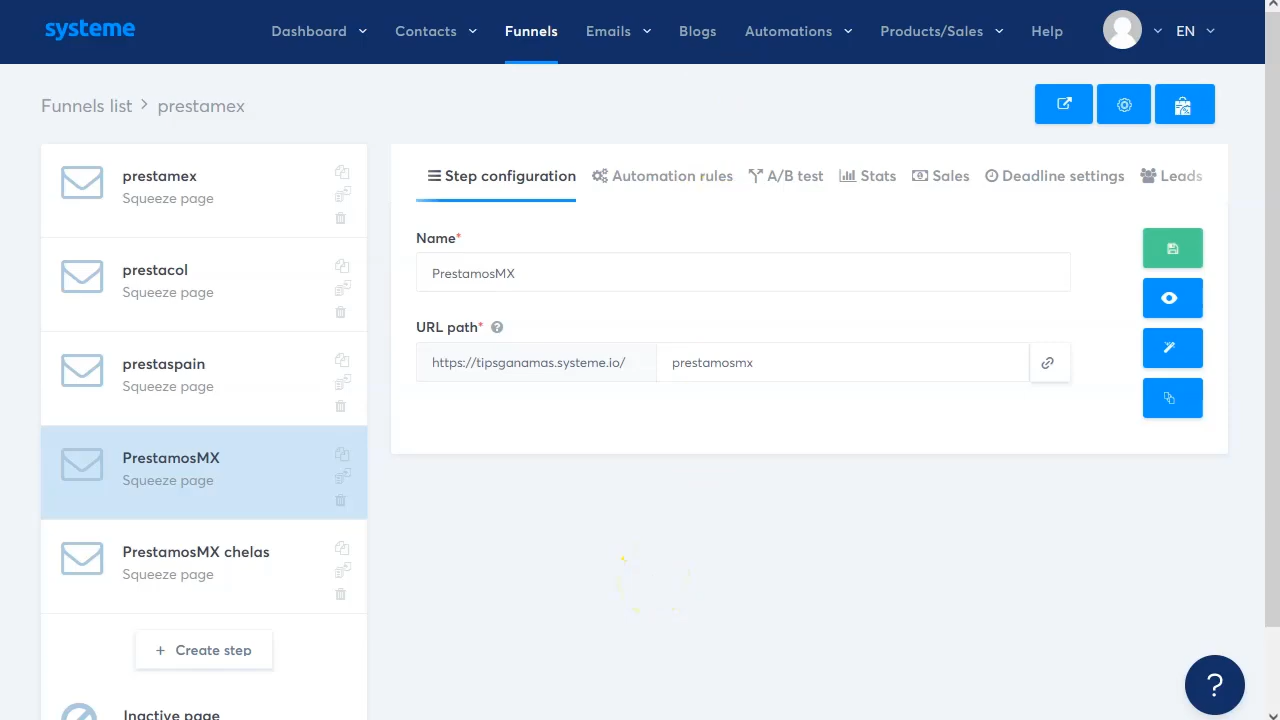 systeme
Dashboard
Contacts
Funnels
Emails
Blogs
Automations
Products/Sales
Help
EN
Funnels list > prestamex
prestamex
Squeeze page
prestacol
Squeeze page
prestaspain
Squeeze page
PrestamosMX
Squeeze page
PrestamosMX chelas
Squeeze page
+ Create step
Inactive page
Step configuration
Automation rules
A/B test
Stats
Sales
Deadline settings
Leads
Name*
PrestamosMX
URL path* ?
https://tipsganamas.systeme.io/ prestamosmx
?